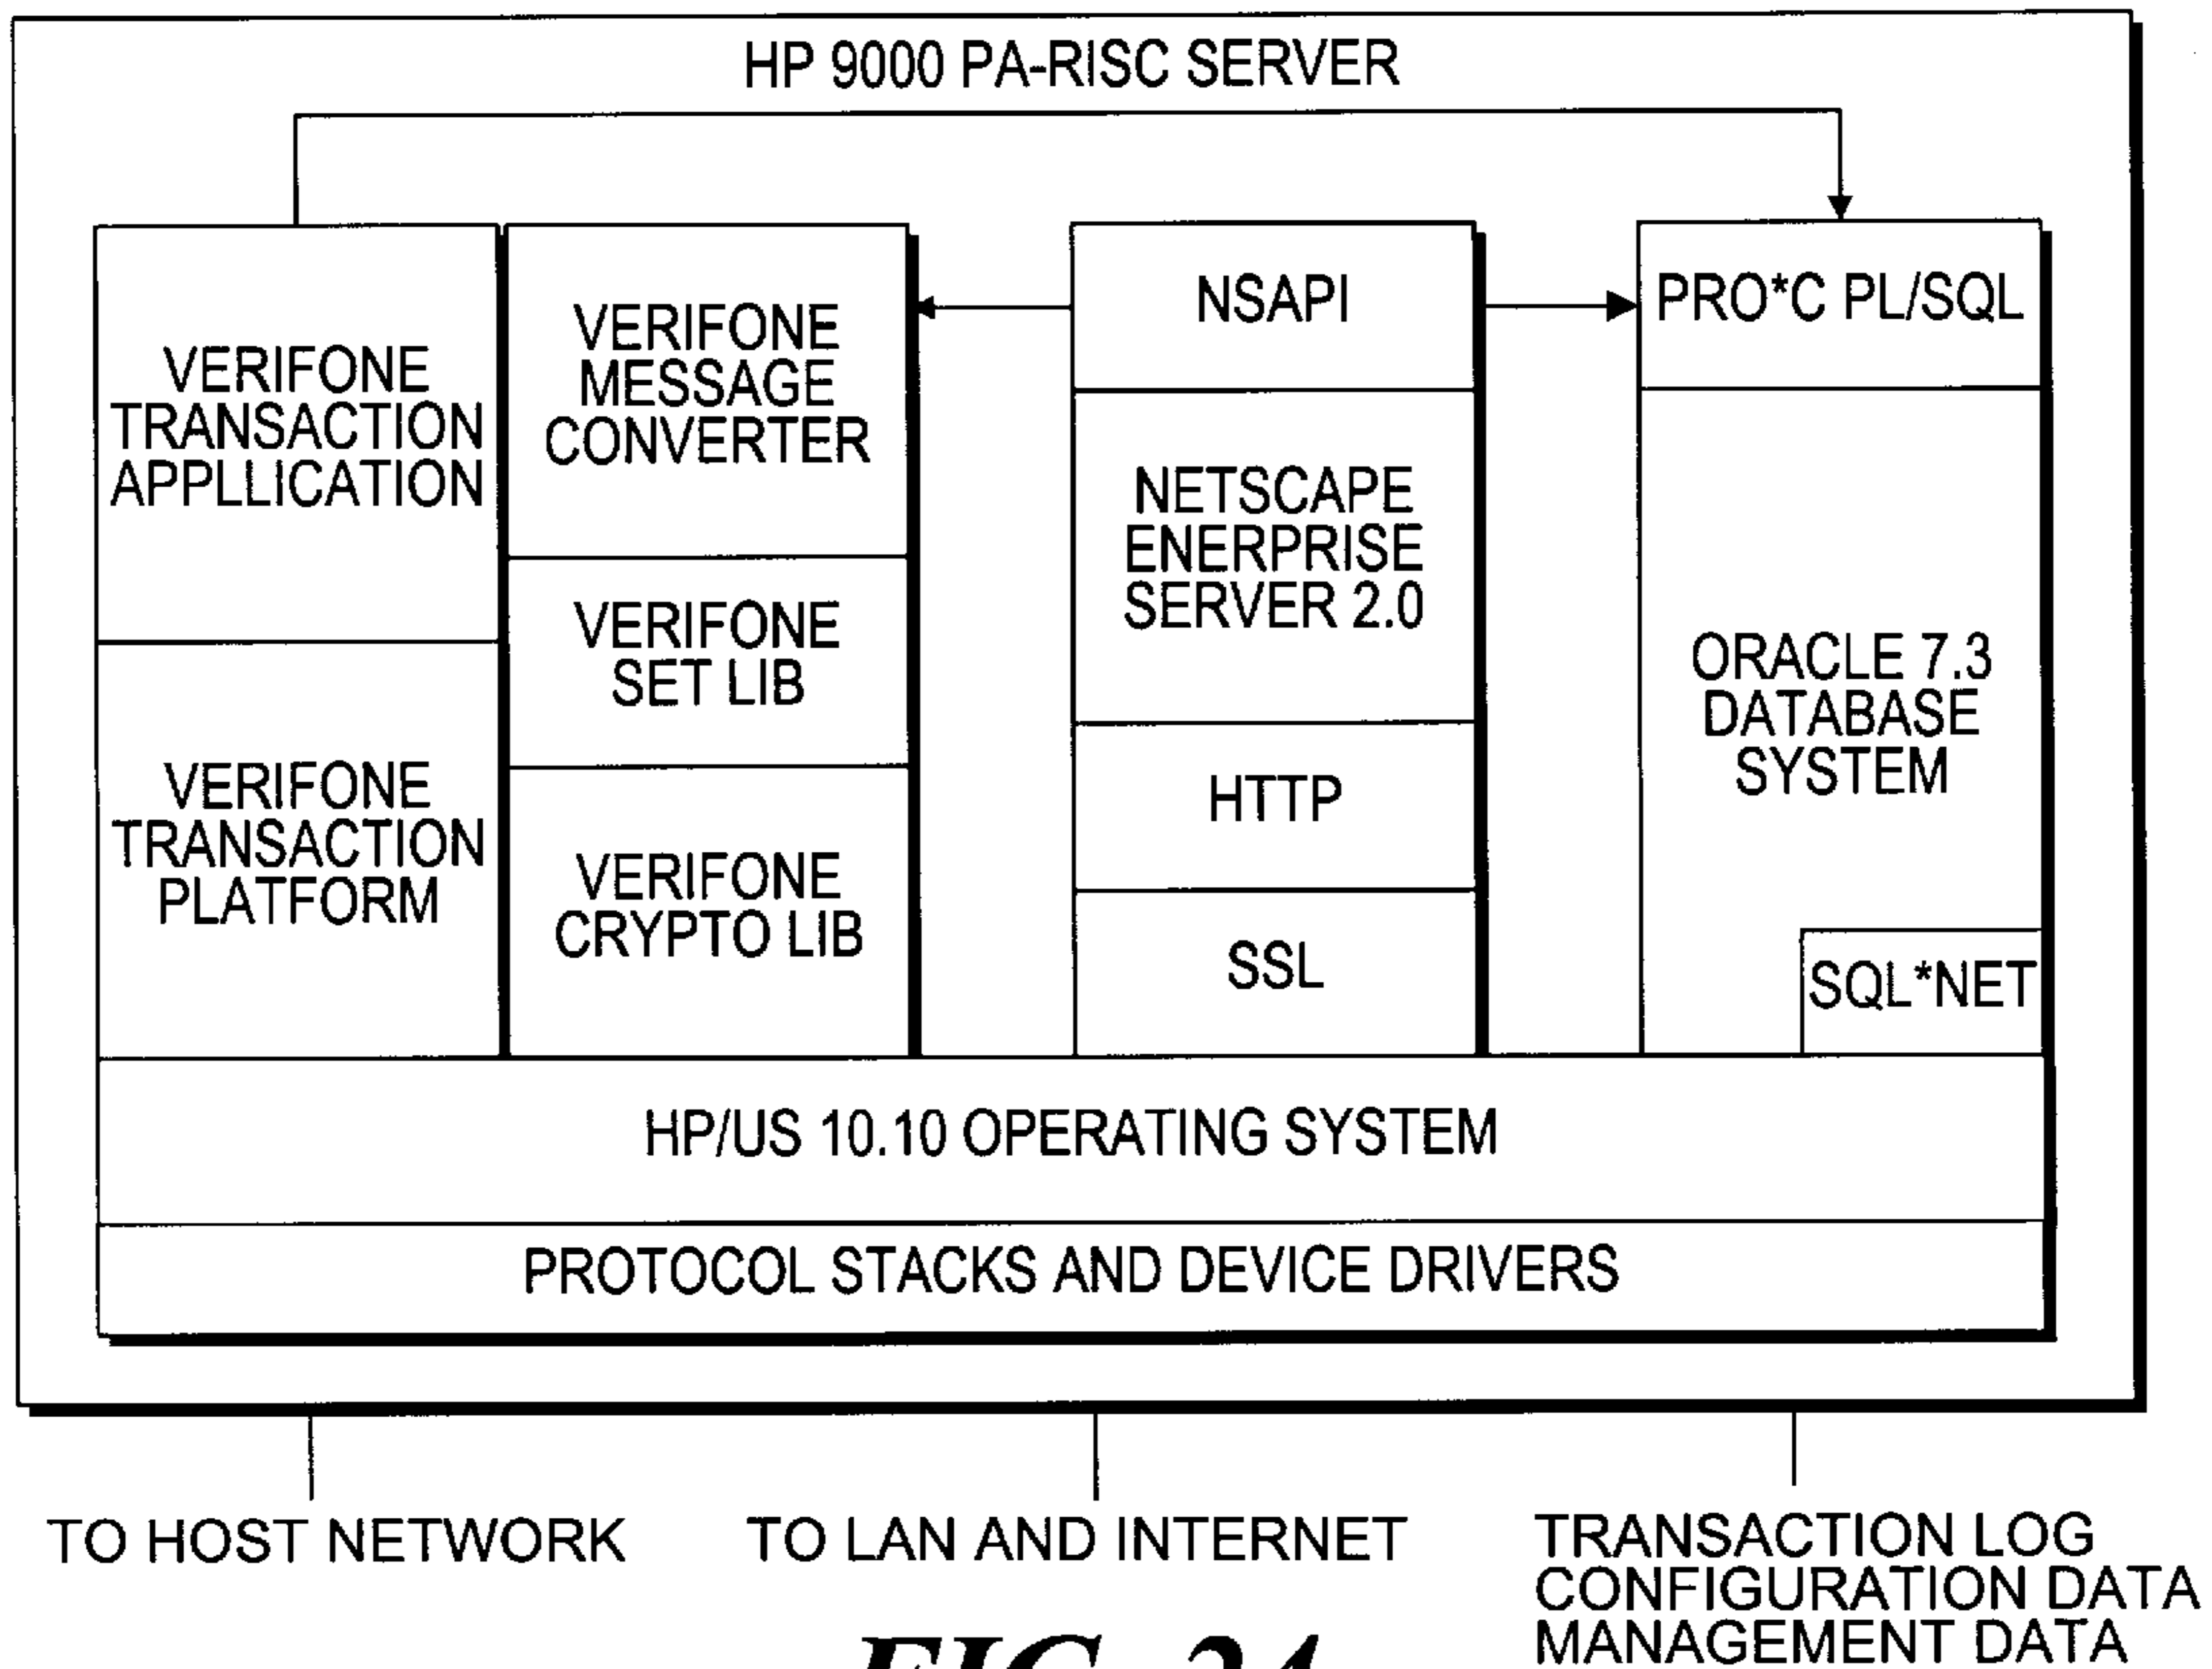 HP 9000 PA-RISC SERVER
VERIFONE
TRANSACTION
APPLLICATION
VERIFONE
TRANSACTION
PLATFORM
VERIFONE
MESSAGE
CONVERTER
VERIFONE
SET LIB
VERIFONE
CRYPTO LIB
NSAPI
NETSCAPE
ENERPRISE
SERVER 2.0
HTTP
SSL
PRO*C PL/SQL
ORACLE 7.3
DATABASE
SYSTEM
SQL*NET
HP/US 10.10 OPERATING SYSTEM
PROTOCOL STACKS AND DEVICE DRIVERS
TO HOST NETWORK
TO LAN AND INTERNET
TRANSACTION LOG
CONFIGURATION DATA
MANAGEMENT DATA